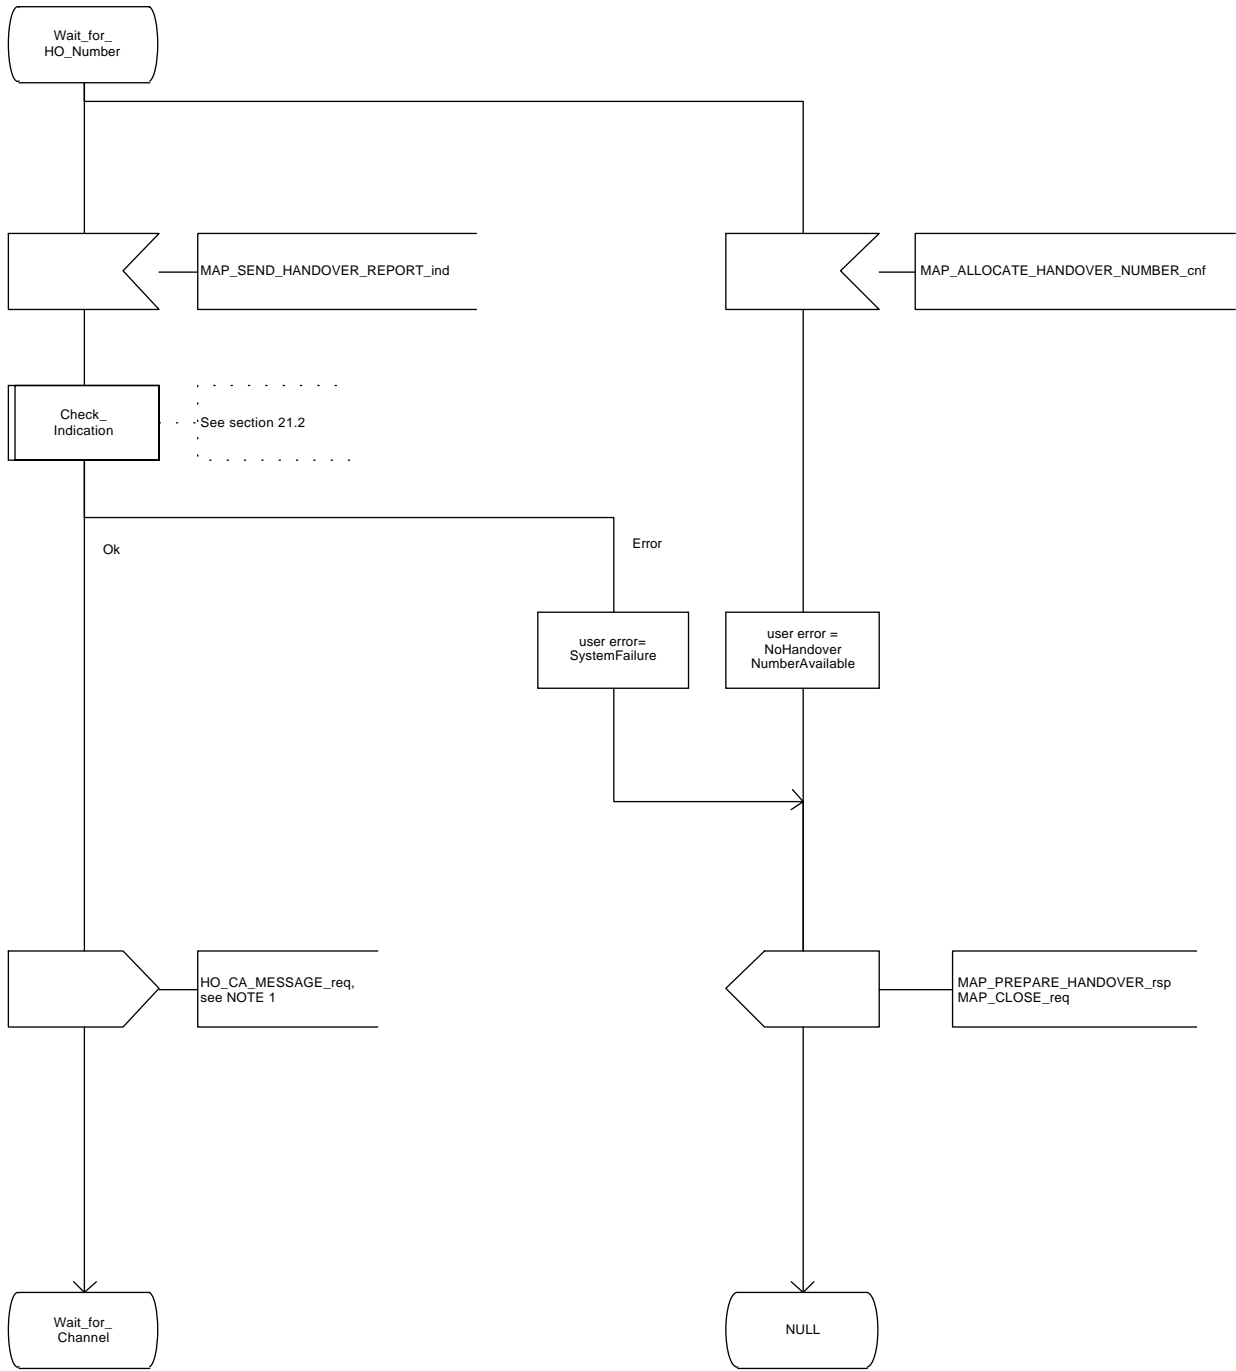 Wait_for_
HO_Number
MAP_SEND_HANDOVER_REPORT_ind
MAP_ALLOCATE_HANDOVER_NUMBER_cnf
Check_
Indication
See section 21.2
Ok
Error
user error=
SystemFailure
user error =
NoHandover
NumberAvailable
HO_CA_MESSAGE_req,
see NOTE 1
MAP_PREPARE_HANDOVER_rsp
MAP_CLOSE_req
Wait_for_
Channel
NULL